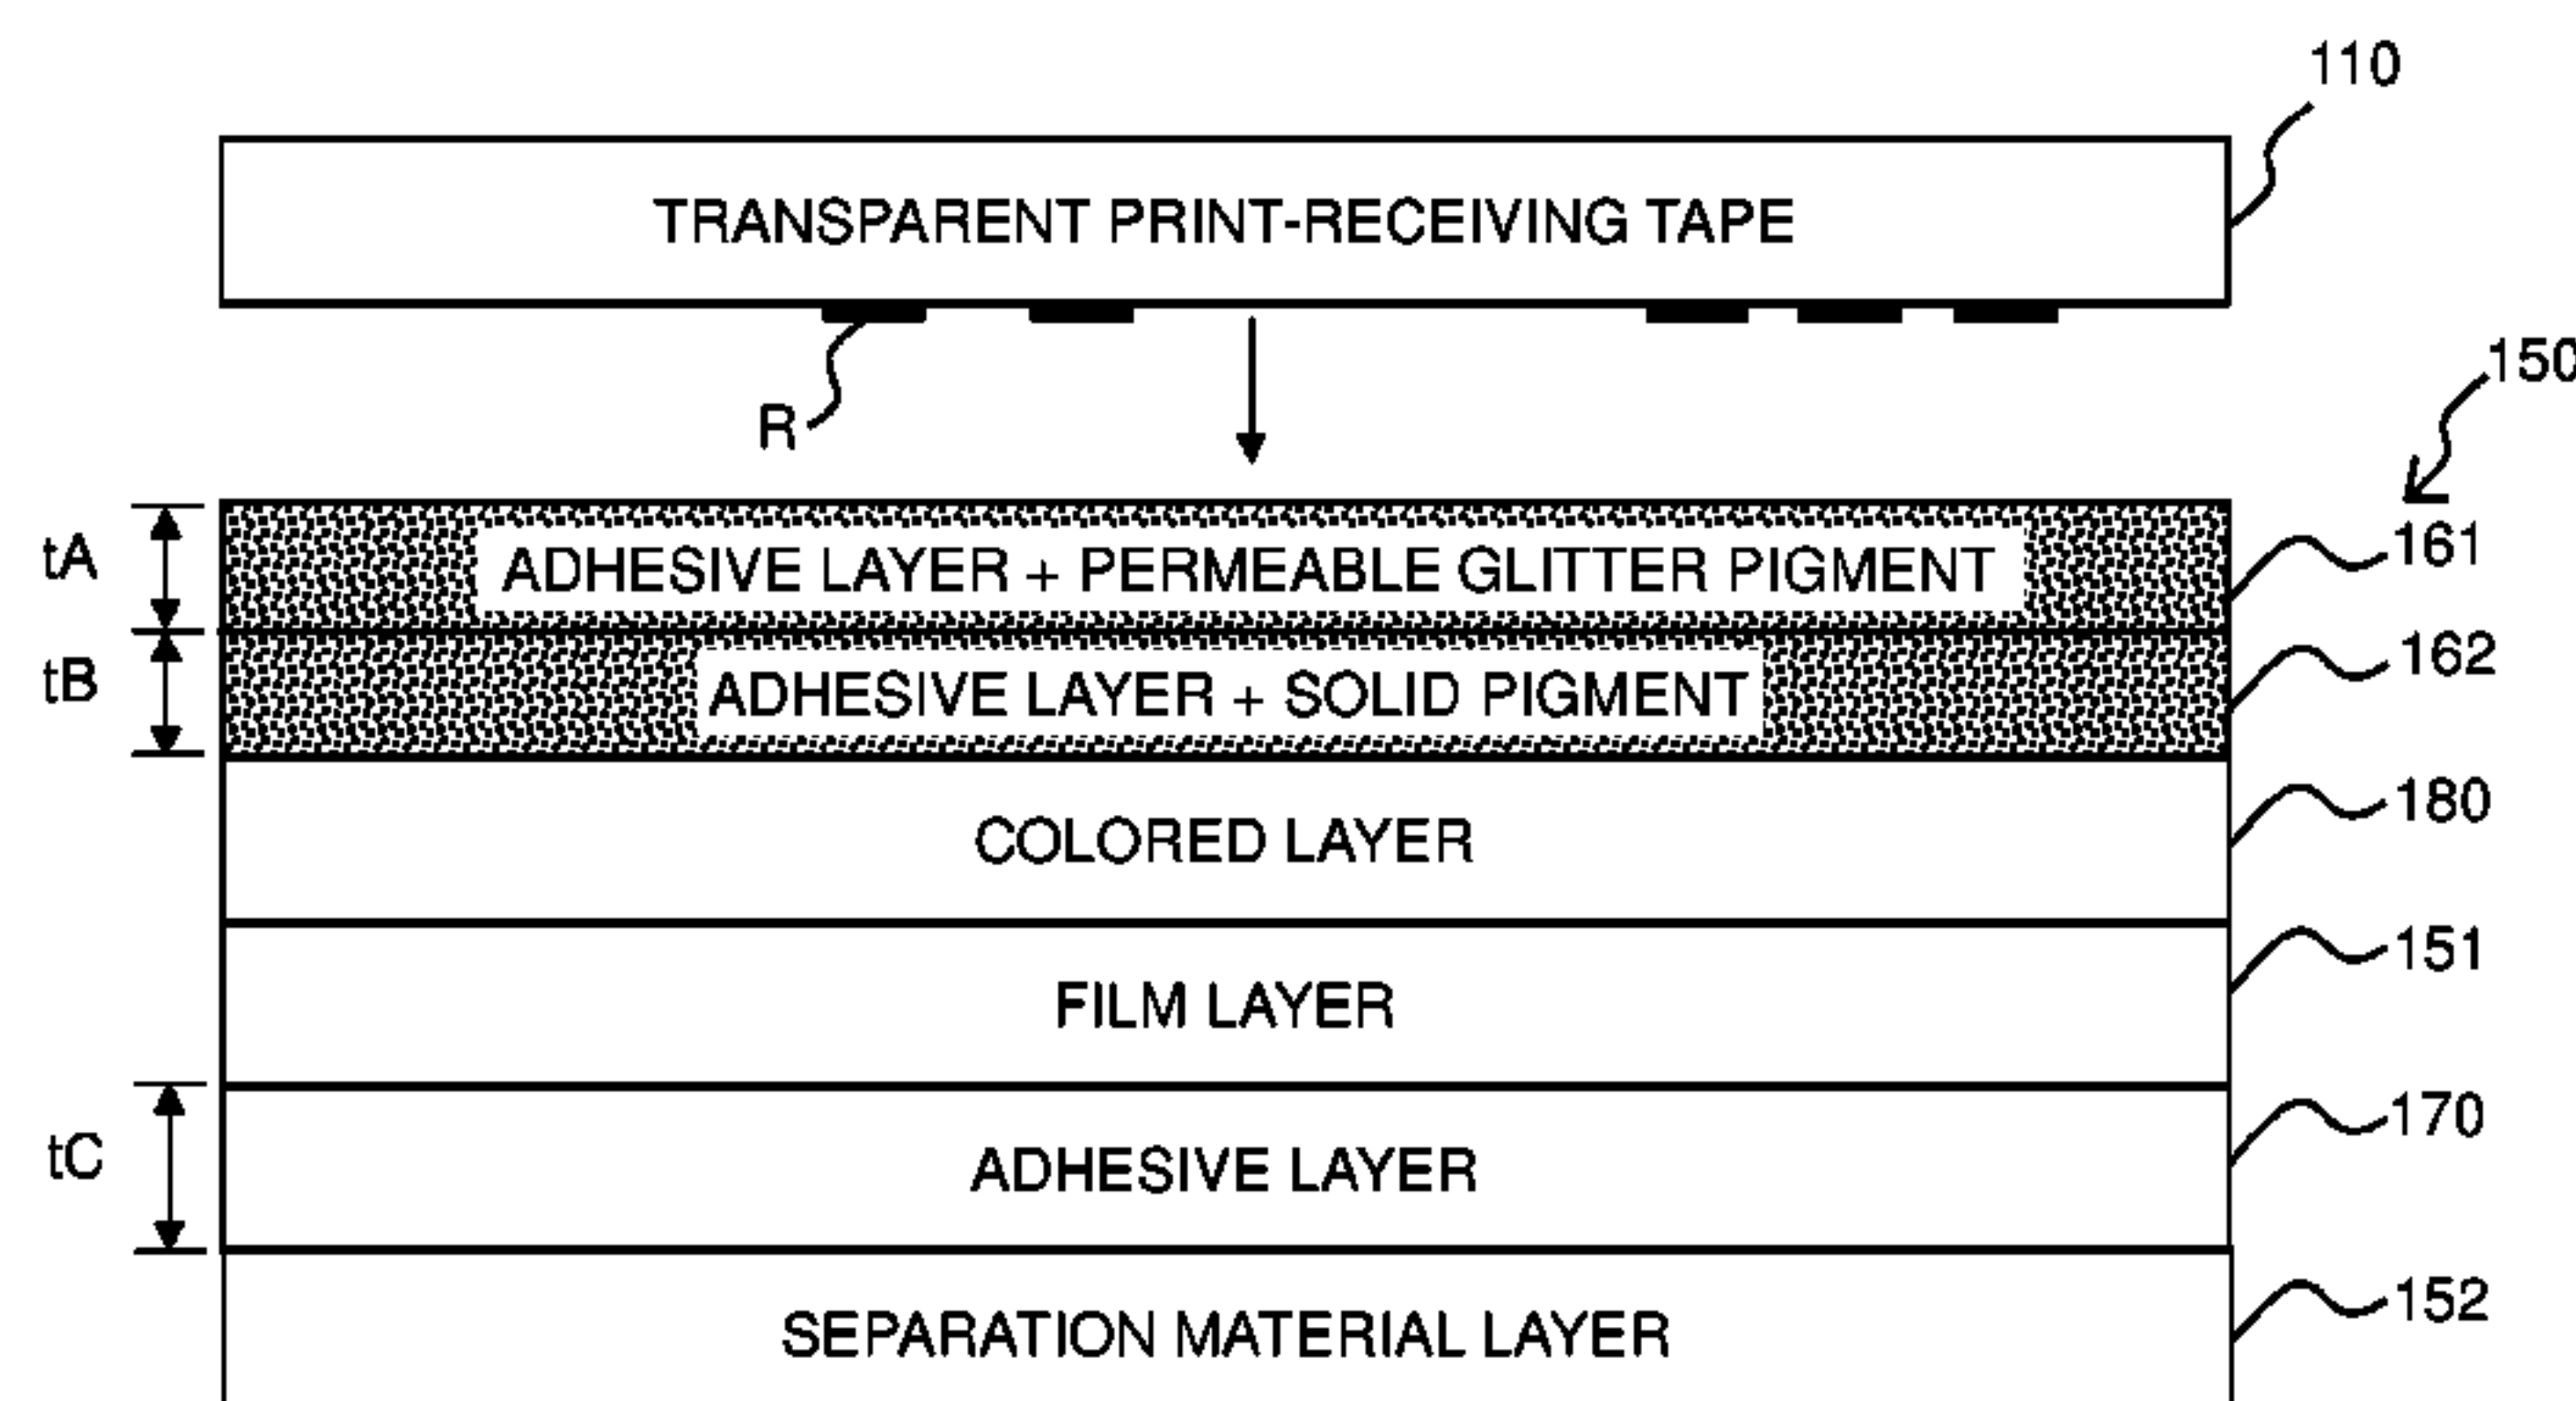 110
TRANSPARENT PRINT-RECEIVING TAPE
R
150
tA
ADHESIVE LAYER + PERMEABLE GLITTER PIGMENT
161
tB
ADHESIVE LAYER + SOLID PIGMENT
162
COLORED LAYER
180
FILM LAYER
151
tC
ADHESIVE LAYER
170
SEPARATION MATERIAL LAYER
152